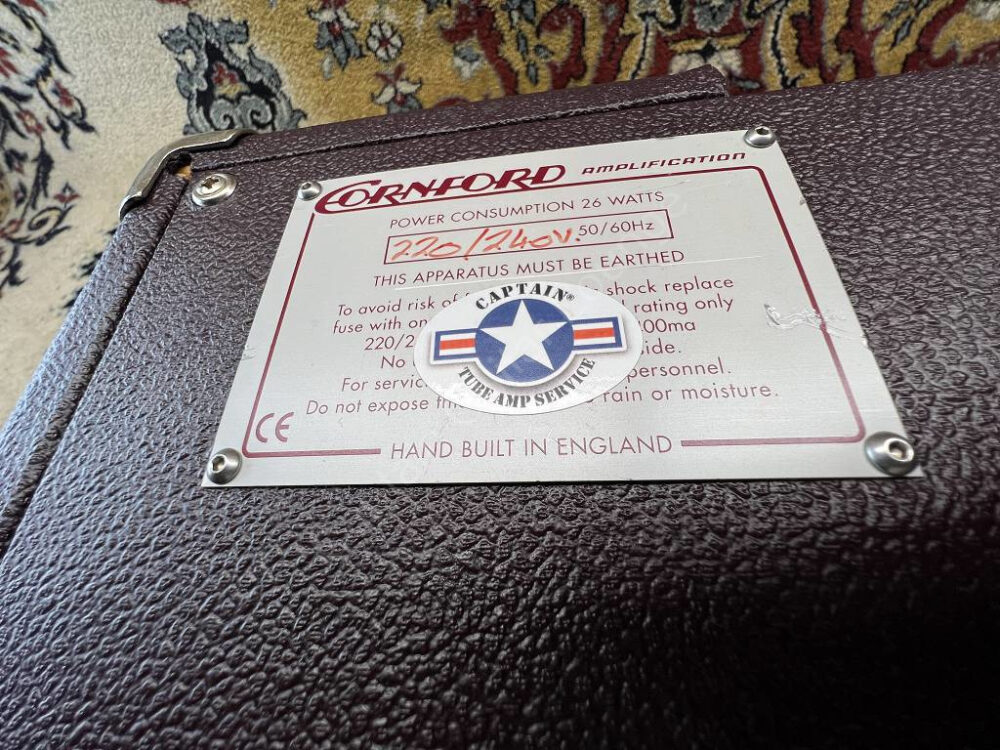 CORNFORD AMPLIFICATION
POWER CONSUMPTION 26 WATTS
220/240V. 50/60Hz
THIS APPARATUS MUST BE EARTHED
To avoid risk of shock replace
fuse with on rating only
220/2 00ma
No ide.
For servic personnel.
Do not expose rain or moisture.
CE
HAND BUILT IN ENGLAND
CAPTAIN®
TUBE AMP SERVICE